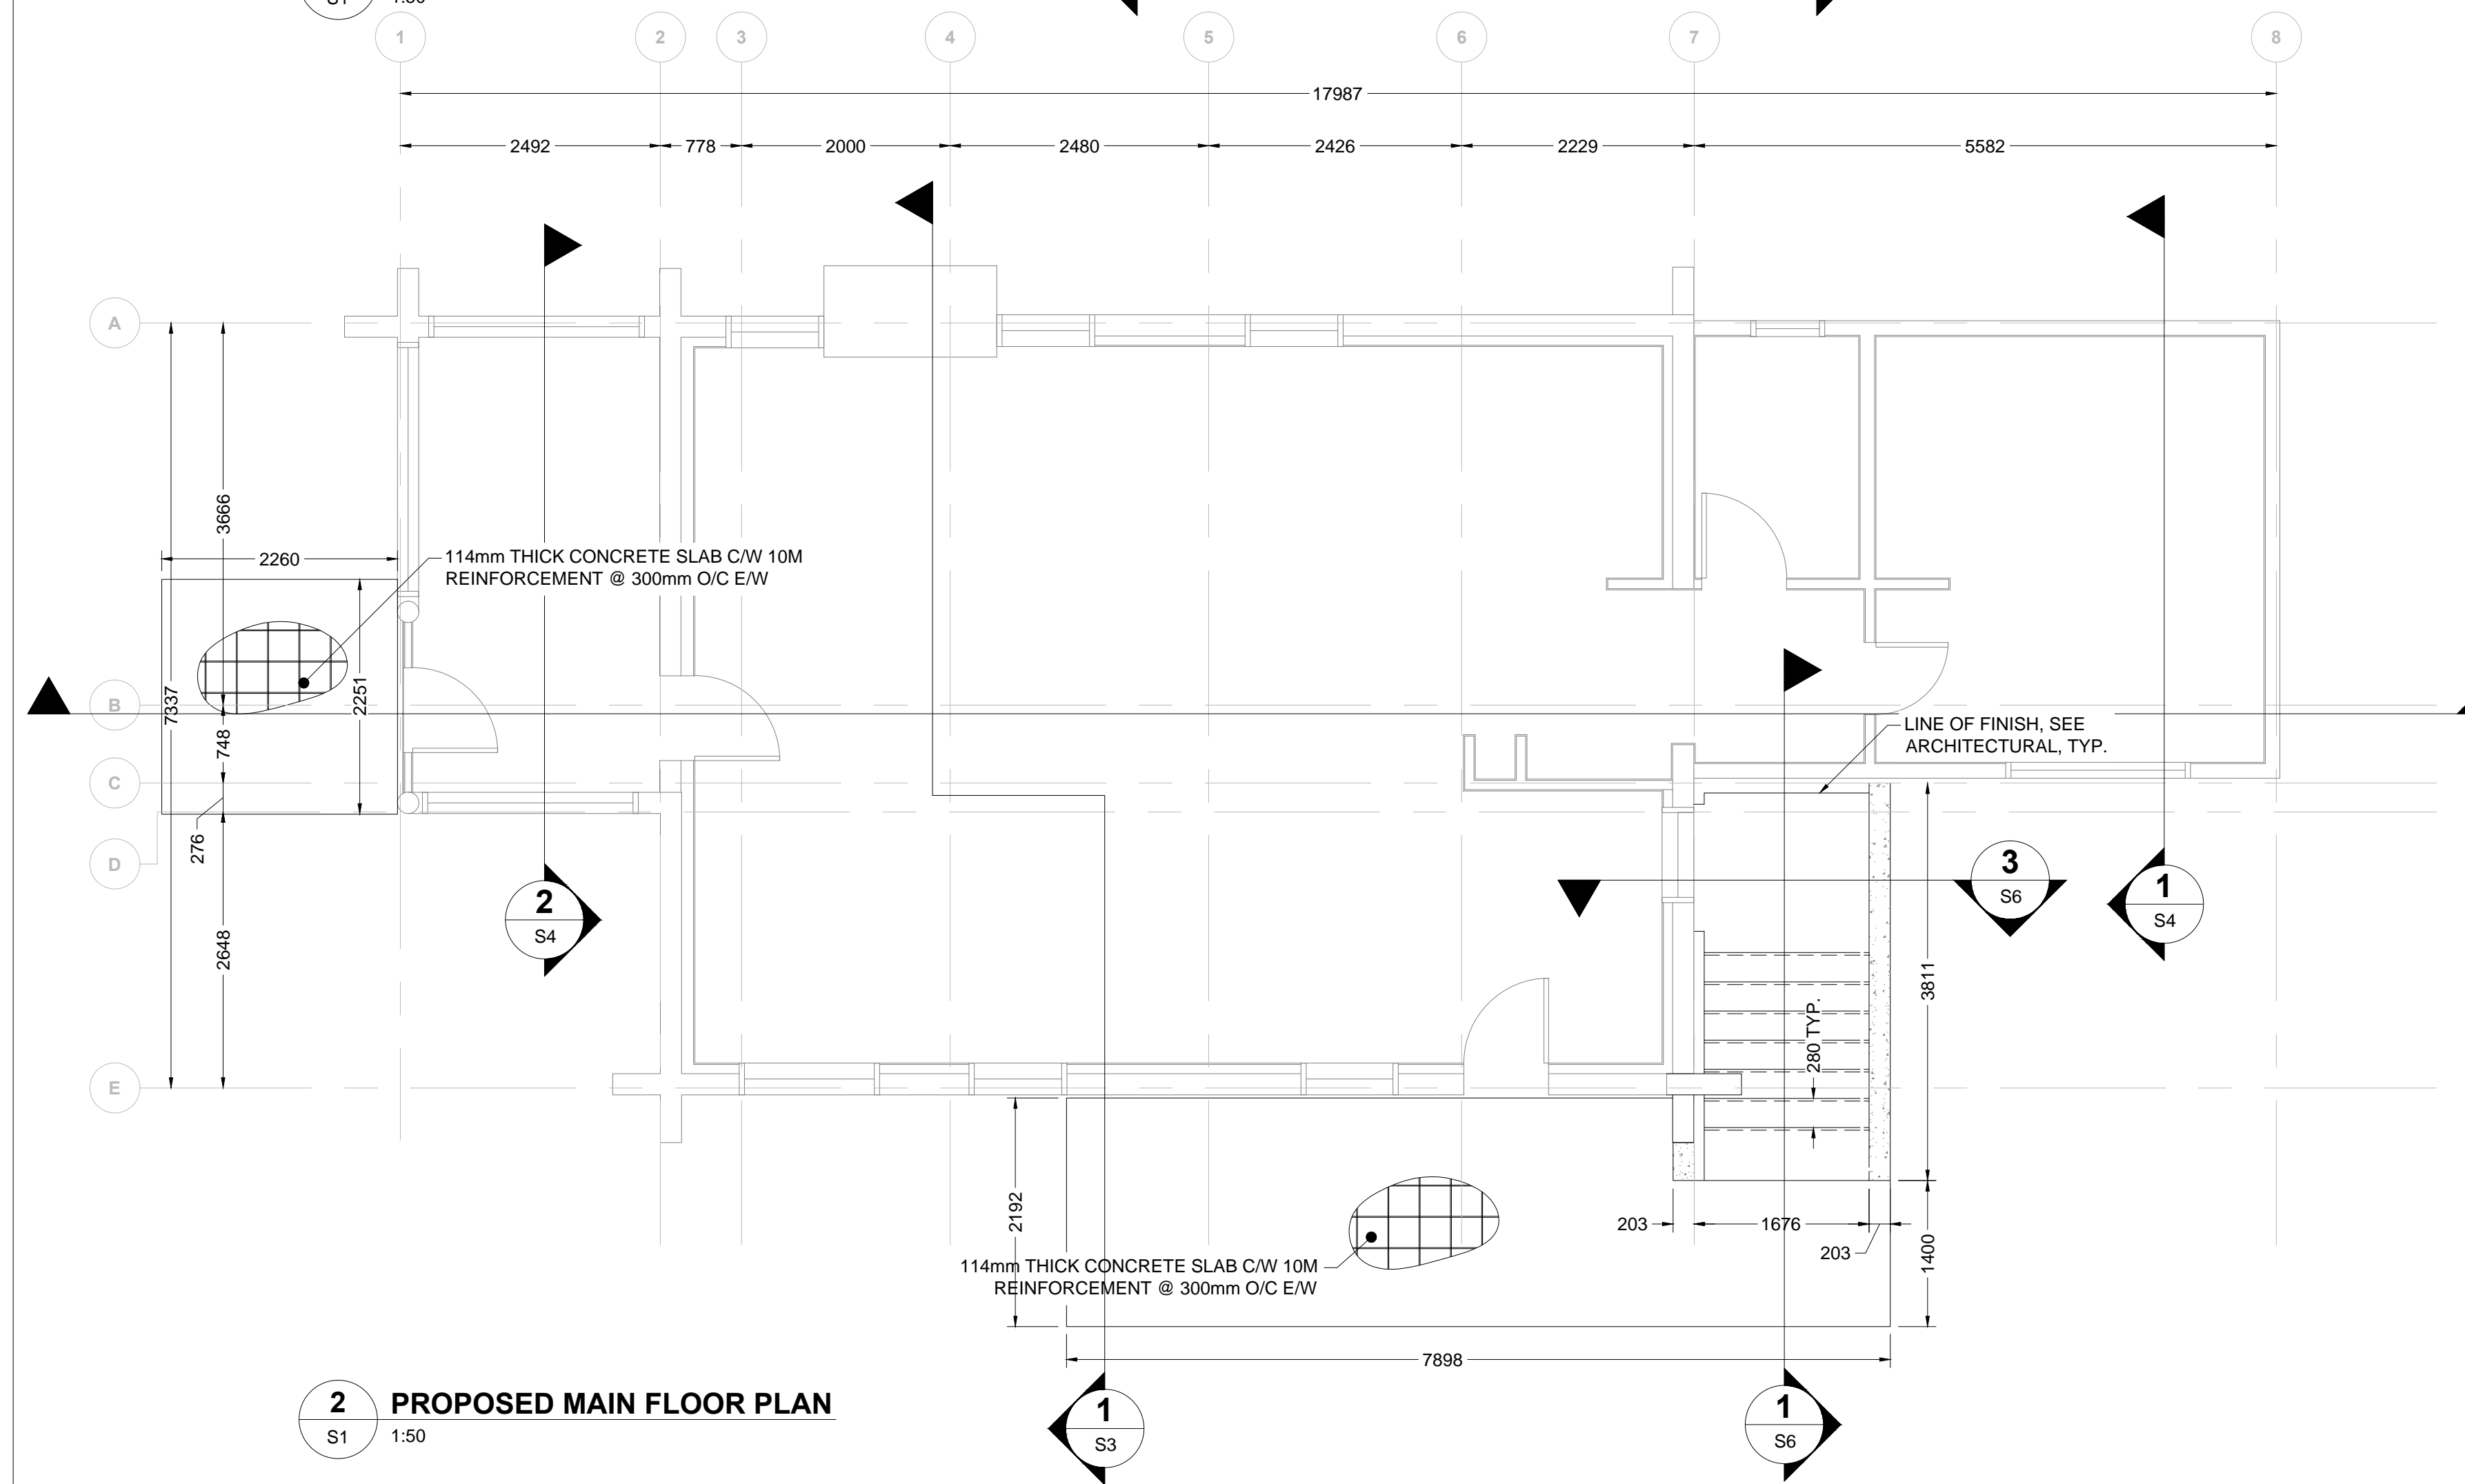 1 2 3 4 5 6 7 8
17987
2492 778 2000 2480 2426 2229 5582
A
3666
2260
114mm THICK CONCRETE SLAB C/W 10M
REINFORCEMENT @ 300mm O/C E/W
7337
2251
B
748
LINE OF FINISH, SEE
ARCHITECTURAL, TYP.
C
276
D
2
S4
3
S6
1
S4
2648
3811
280 TYP.
E
2192
203 1676
203
1400
114mm THICK CONCRETE SLAB C/W 10M
REINFORCEMENT @ 300mm O/C E/W
7898
2
S1
PROPOSED MAIN FLOOR PLAN
1:50
1
S3
1
S6